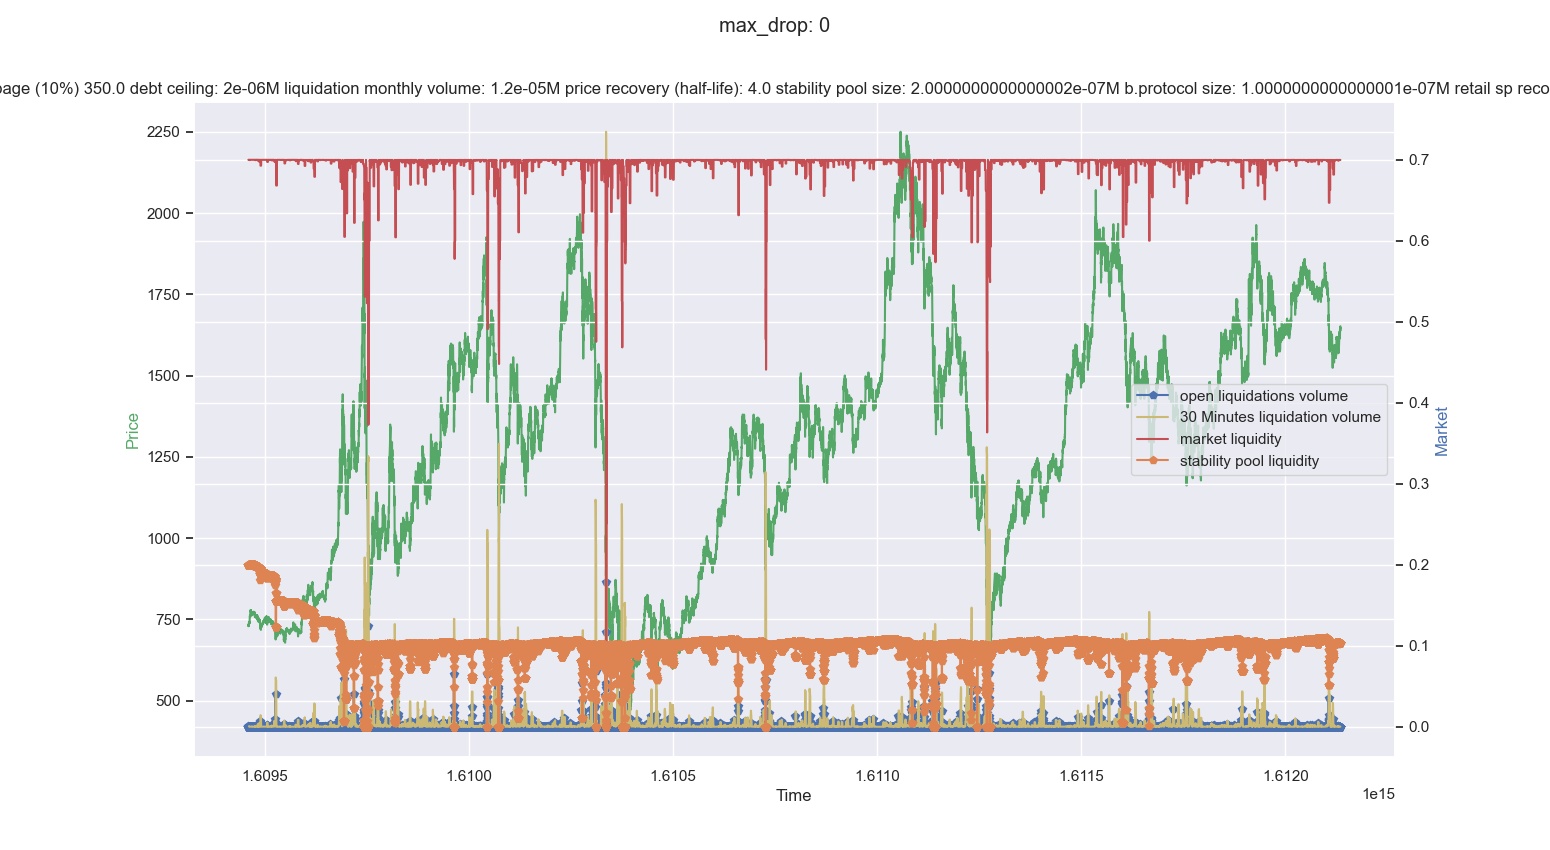 max_drop: 0
page (10%) 350.0 debt ceiling: 2e-06M liquidation monthly volume: 1.2e-05M price recovery (half-life): 4.0 stability pool size: 2.0000000000000002e-07M b.protocol size: 1.0000000000000001e-07M retail sp reco
2250
2000
1750
1500
1250
1000
750
500
Price
0.7
0.6
0.5
0.4
0.3
0.2
0.1
0.0
Market
open liquidations volume
30 Minutes liquidation volume
market liquidity
stability pool liquidity
1.6095 1.6100 1.6105 1.6110 1.6115 1.6120
Time
1e15